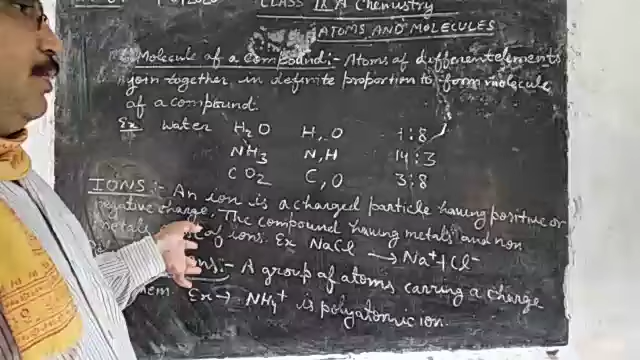 CLASS IX A Chemistry
ATOMS AND MOLECULES
Molecule of a compound:- Atoms of different elements
join together in definite proportion to form molecule
of a compound.
Ex Water H₂O H,O 1:8
NH₃ N,H 14:3
CO₂ C,O 3:8
IONS:- An ion is a charged particle having positive or
negative charge. The compound having metals and non
metals of ions. Ex NaCl → Na⁺+Cl⁻
ions:- A group of atoms carring a charge
them. Ex → NH₄⁺ is polyatomic ion.